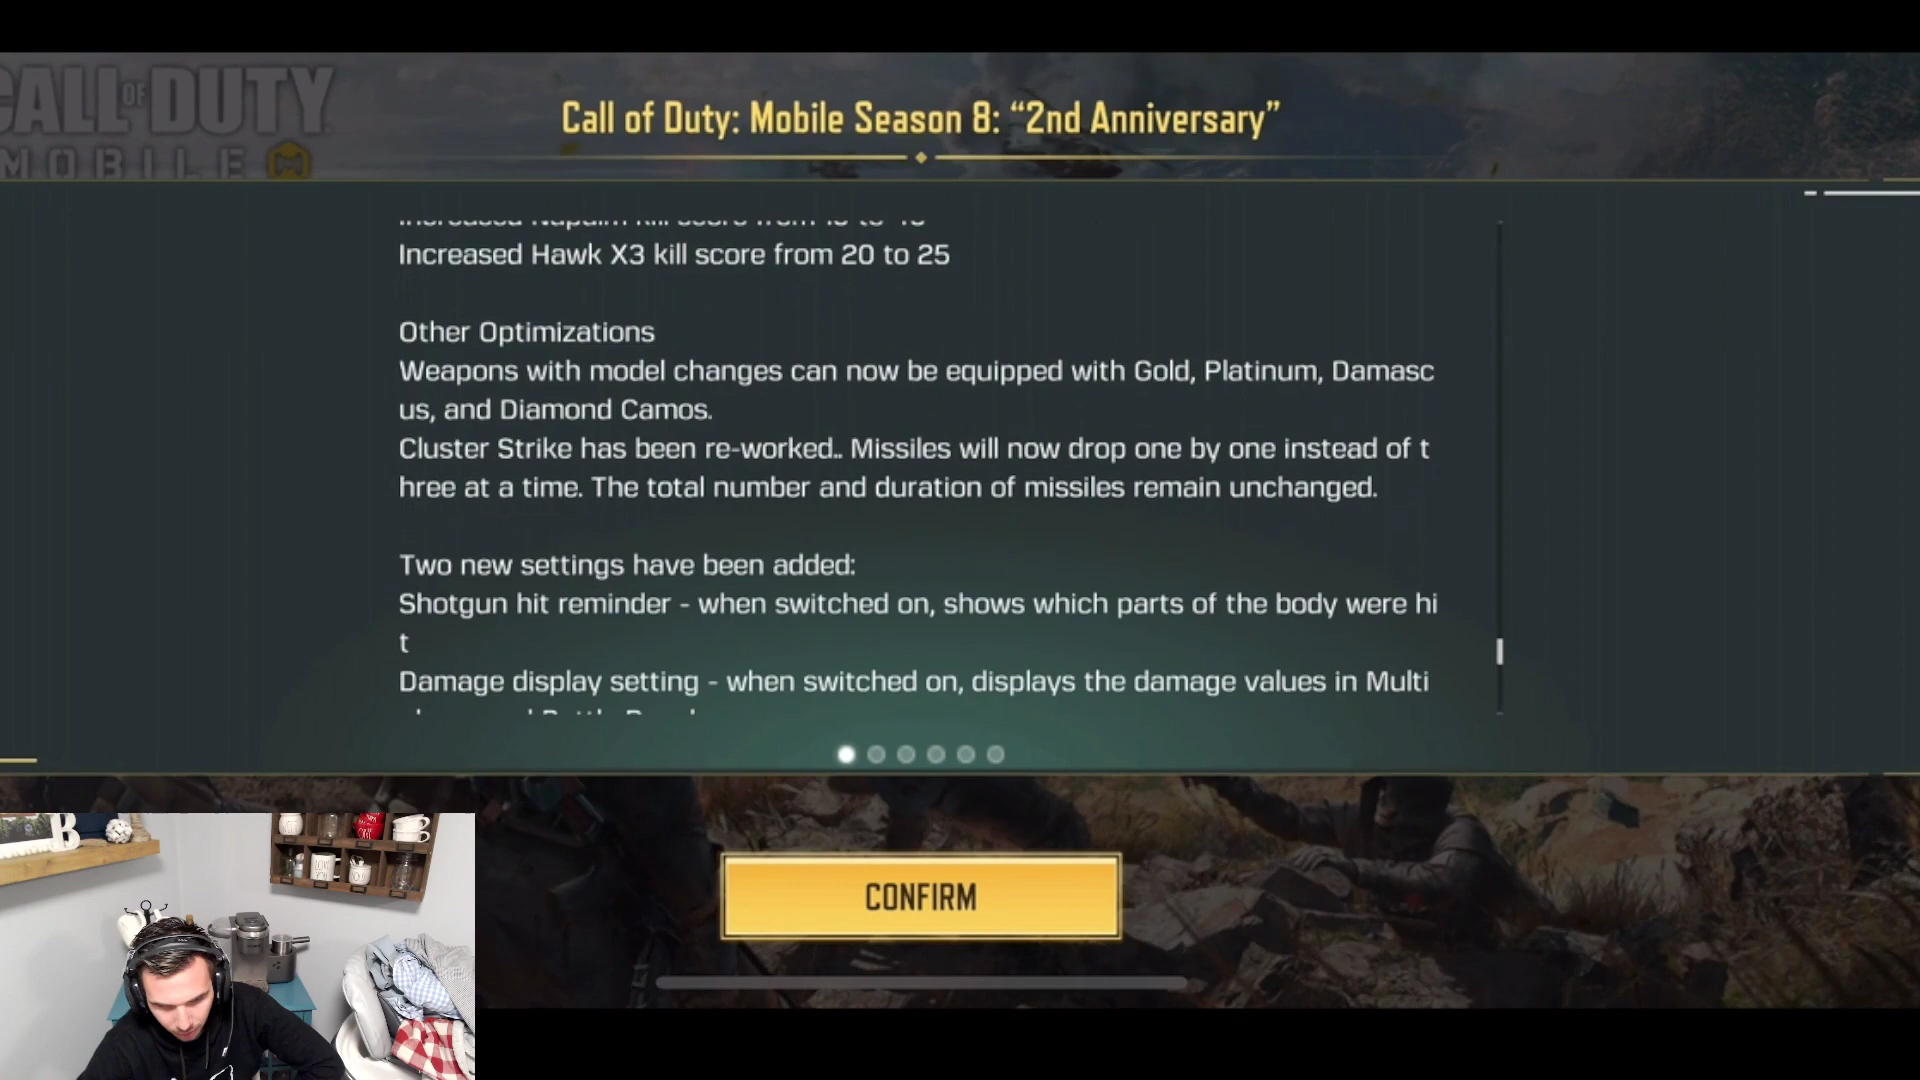 CALL OF DUTY
MOBILE
Call of Duty: Mobile Season 8: “2nd Anniversary”
Increased Napalm kill score from
Increased Hawk X3 kill score from 20 to 25
Other Optimizations
Weapons with model changes can now be equipped with Gold, Platinum, Damasc
us, and Diamond Camos.
Cluster Strike has been re-worked.. Missiles will now drop one by one instead of t
hree at a time. The total number and duration of missiles remain unchanged.
Two new settings have been added:
Shotgun hit reminder - when switched on, shows which parts of the body were hi
t
Damage display setting - when switched on, displays the damage values in Multi
CONFIRM
B